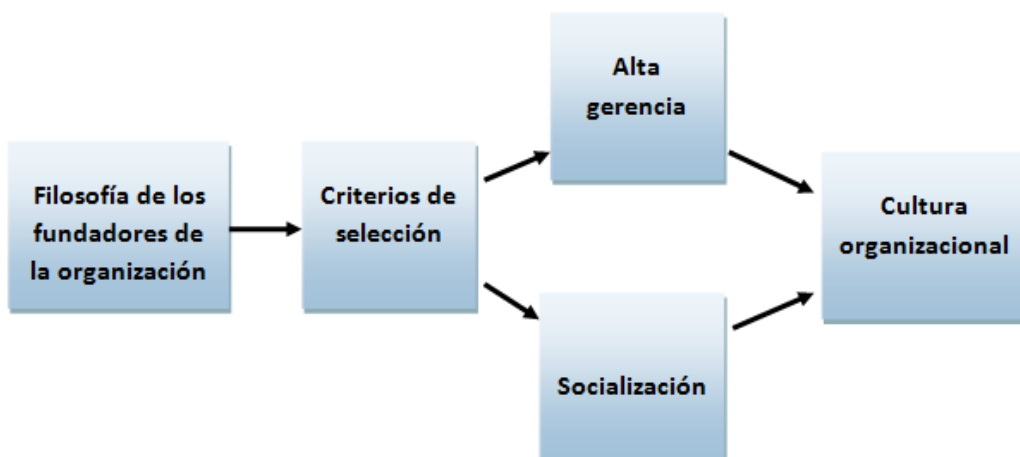 Filosofía de los
fundadores de
la organización
Criterios de
selección
Alta
gerencia
Socialización
Cultura
organizacional